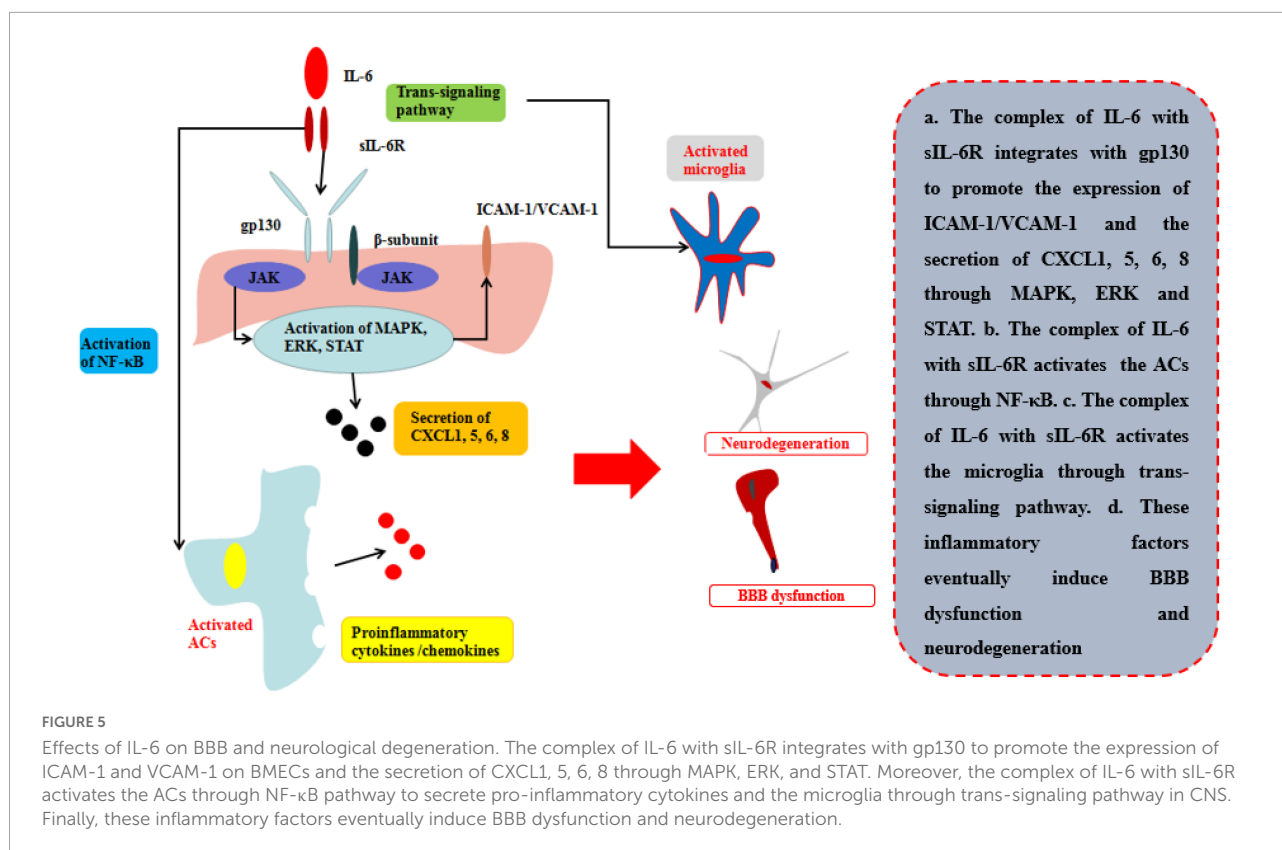 IL-6
Trans-signaling
pathway
sIL-6R
Activated
microglia
gp130
ICAM-1/VCAM-1
β-subunit
JAK
JAK
Activation of MAPK,
ERK, STAT
Activation
of NF-κB
Secretion of
CXCL1, 5, 6, 8
Neurodegeneration
BBB dysfunction
Activated
ACs
Proinflammatory
cytokines /chemokines
a. The complex of IL-6 with
sIL-6R integrates with gp130
to promote the expression of
ICAM-1/VCAM-1 and the
secretion of CXCL1, 5, 6, 8
through MAPK, ERK and
STAT. b. The complex of IL-6
with sIL-6R activates the ACs
through NF-κB. c. The complex
of IL-6 with sIL-6R activates
the microglia through trans-
signaling pathway. d. These
inflammatory factors
eventually induce BBB
dysfunction and
neurodegeneration
FIGURE 5
Effects of IL-6 on BBB and neurological degeneration. The complex of IL-6 with sIL-6R integrates with gp130 to promote the expression of
ICAM-1 and VCAM-1 on BMECs and the secretion of CXCL1, 5, 6, 8 through MAPK, ERK, and STAT. Moreover, the complex of IL-6 with sIL-6R
activates the ACs through NF-κB pathway to secrete pro-inflammatory cytokines and the microglia through trans-signaling pathway in CNS.
Finally, these inflammatory factors eventually induce BBB dysfunction and neurodegeneration.